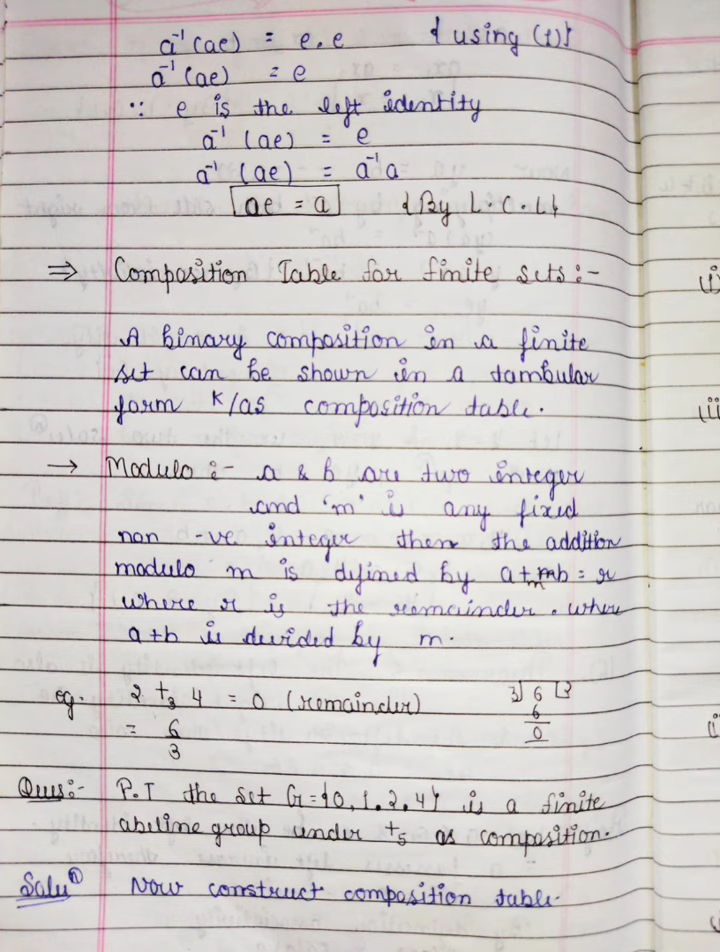 a⁻¹(ae) = e.e {using (1)}
a⁻¹(ae) = e
∵ e is the left identity
a⁻¹(ae) = e
a⁻¹(ae) = a⁻¹a
ae = a {By L.C.L}
⇒ Composition Table for finite sets :-
A binary composition in a finite
set can be shown in a tambular
form K/as composition table.
→ Modulo :- a & b are two integer
and 'm' is any fixed
non -ve integer then the addition
modulo m is defined by a+ₘb = r
where r is the remainder. when
a+b is devided by m.
eg. 2 +₃ 4 = 0 (remainder) 3) 6 (2
= 6 6
3 0
Ques:- P.T the set G={0,1,2,4} is a finite
abeline group under +₅ as composition.
Soluⁿ Now construct composition table.
(i)
(ii